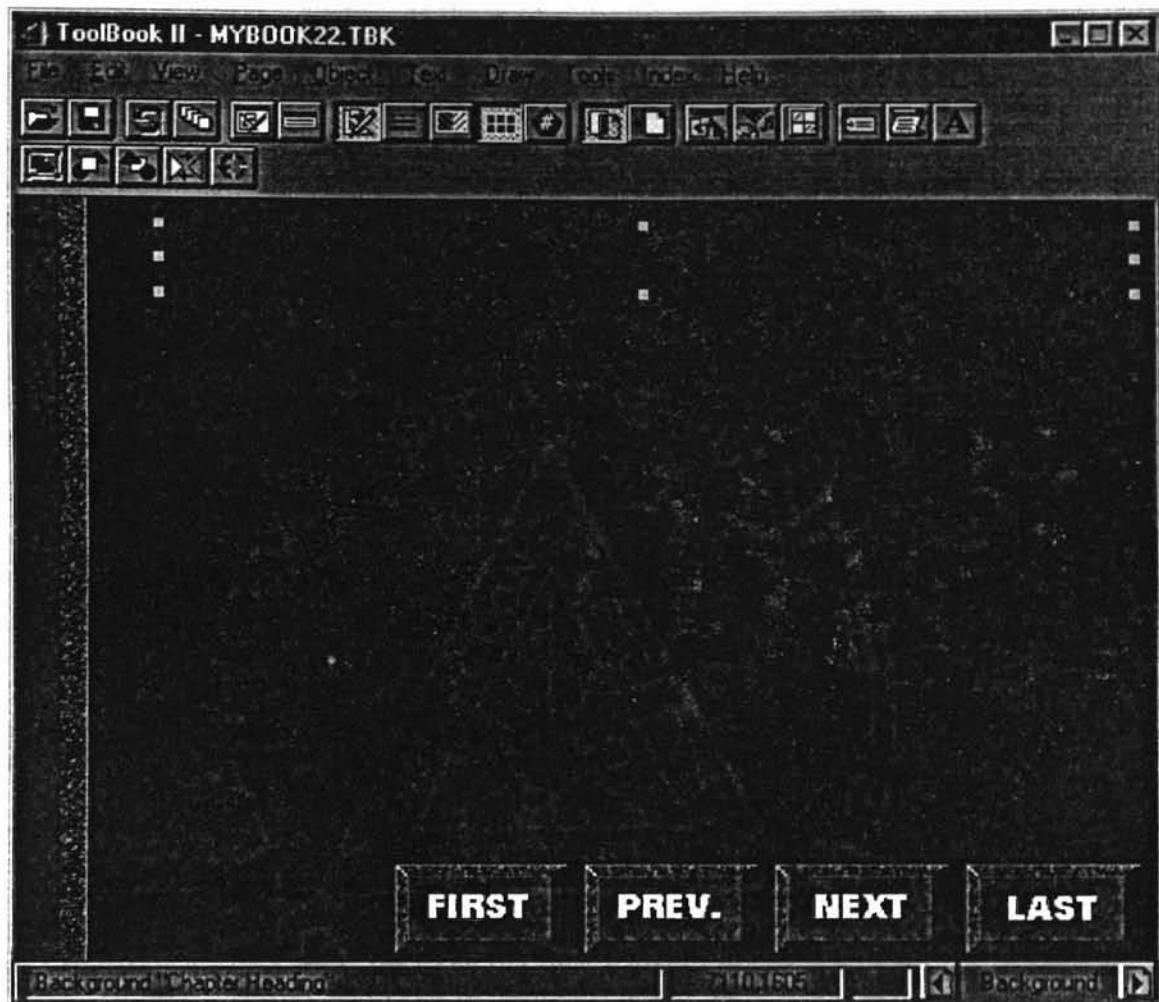 ToolBook II - MYBOOK22.TBK
File Edit View Page Object Text Draw Tools Index Help
#
A
FIRST PREV. NEXT LAST
Background "Chapter Heading" Background